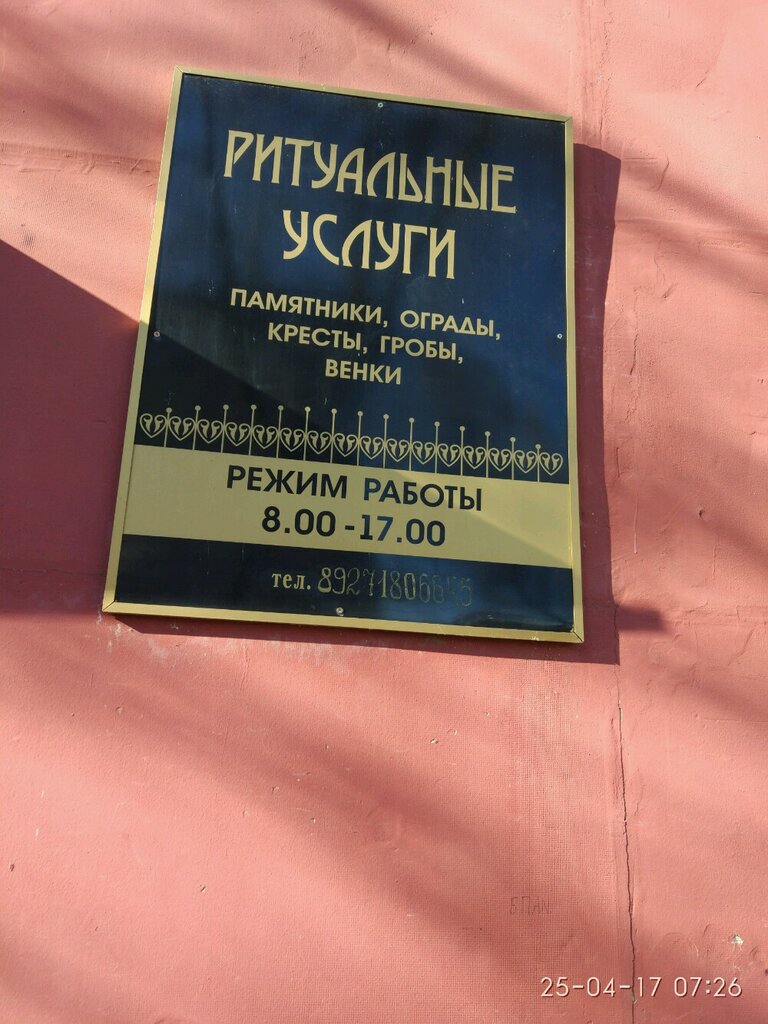 РИТУАЛЬНЫЕ
УСЛУГИ
ПАМЯТНИКИ, ОГРАДЫ,
КРЕСТЫ, ГРОБЫ,
ВЕНКИ
РЕЖИМ РАБОТЫ
8.00 - 17.00
тел.
25-04-17 07:26